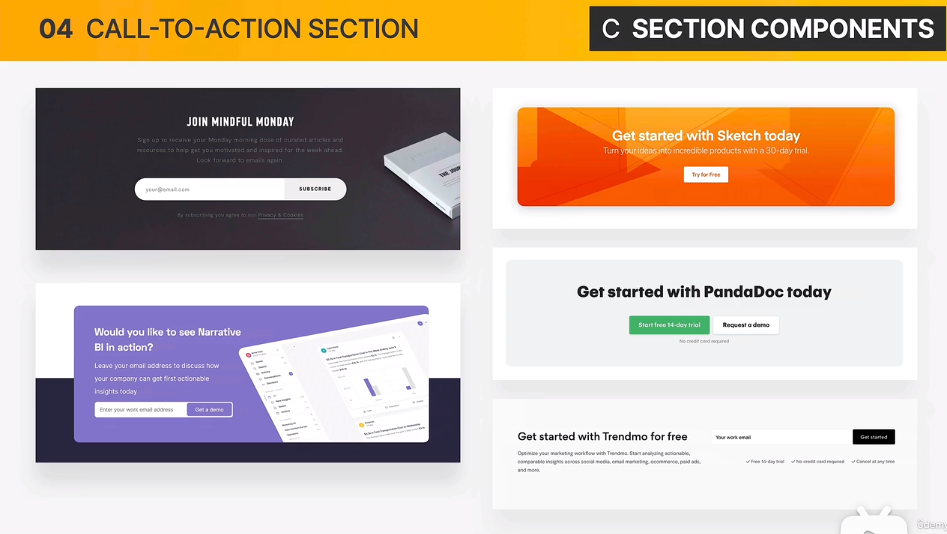 04 CALL-TO-ACTION SECTION
C SECTION COMPONENTS
JOIN MINDFUL MONDAY
Sign up to receive your Monday morning dose of curated articles and
resources to help get you motivated and inspired for the week ahead.
Look forward to emails again.
your@email.com
SUBSCRIBE
By subscribing you agree to our Privacy & Cookies
Would you like to see Narrative
BI in action?
Leave your email address to discuss how
your company can get first actionable
insights today
Enter your work email address
Get a demo
Get started with Sketch today
Turn your ideas into incredible products with a 30-day trial.
Try for Free
Get started with PandaDoc today
Start free 14-day trial
Request a demo
No credit card required
Get started with Trendmo for free
Optimize your marketing workflow with Trendmo. Start analyzing actionable,
comparable insights across social media, email marketing, ecommerce, paid ads,
and more.
Your work email
Get started
✓ Free 14-day trial ✓ No credit card required ✓ Cancel at any time
ûdemy